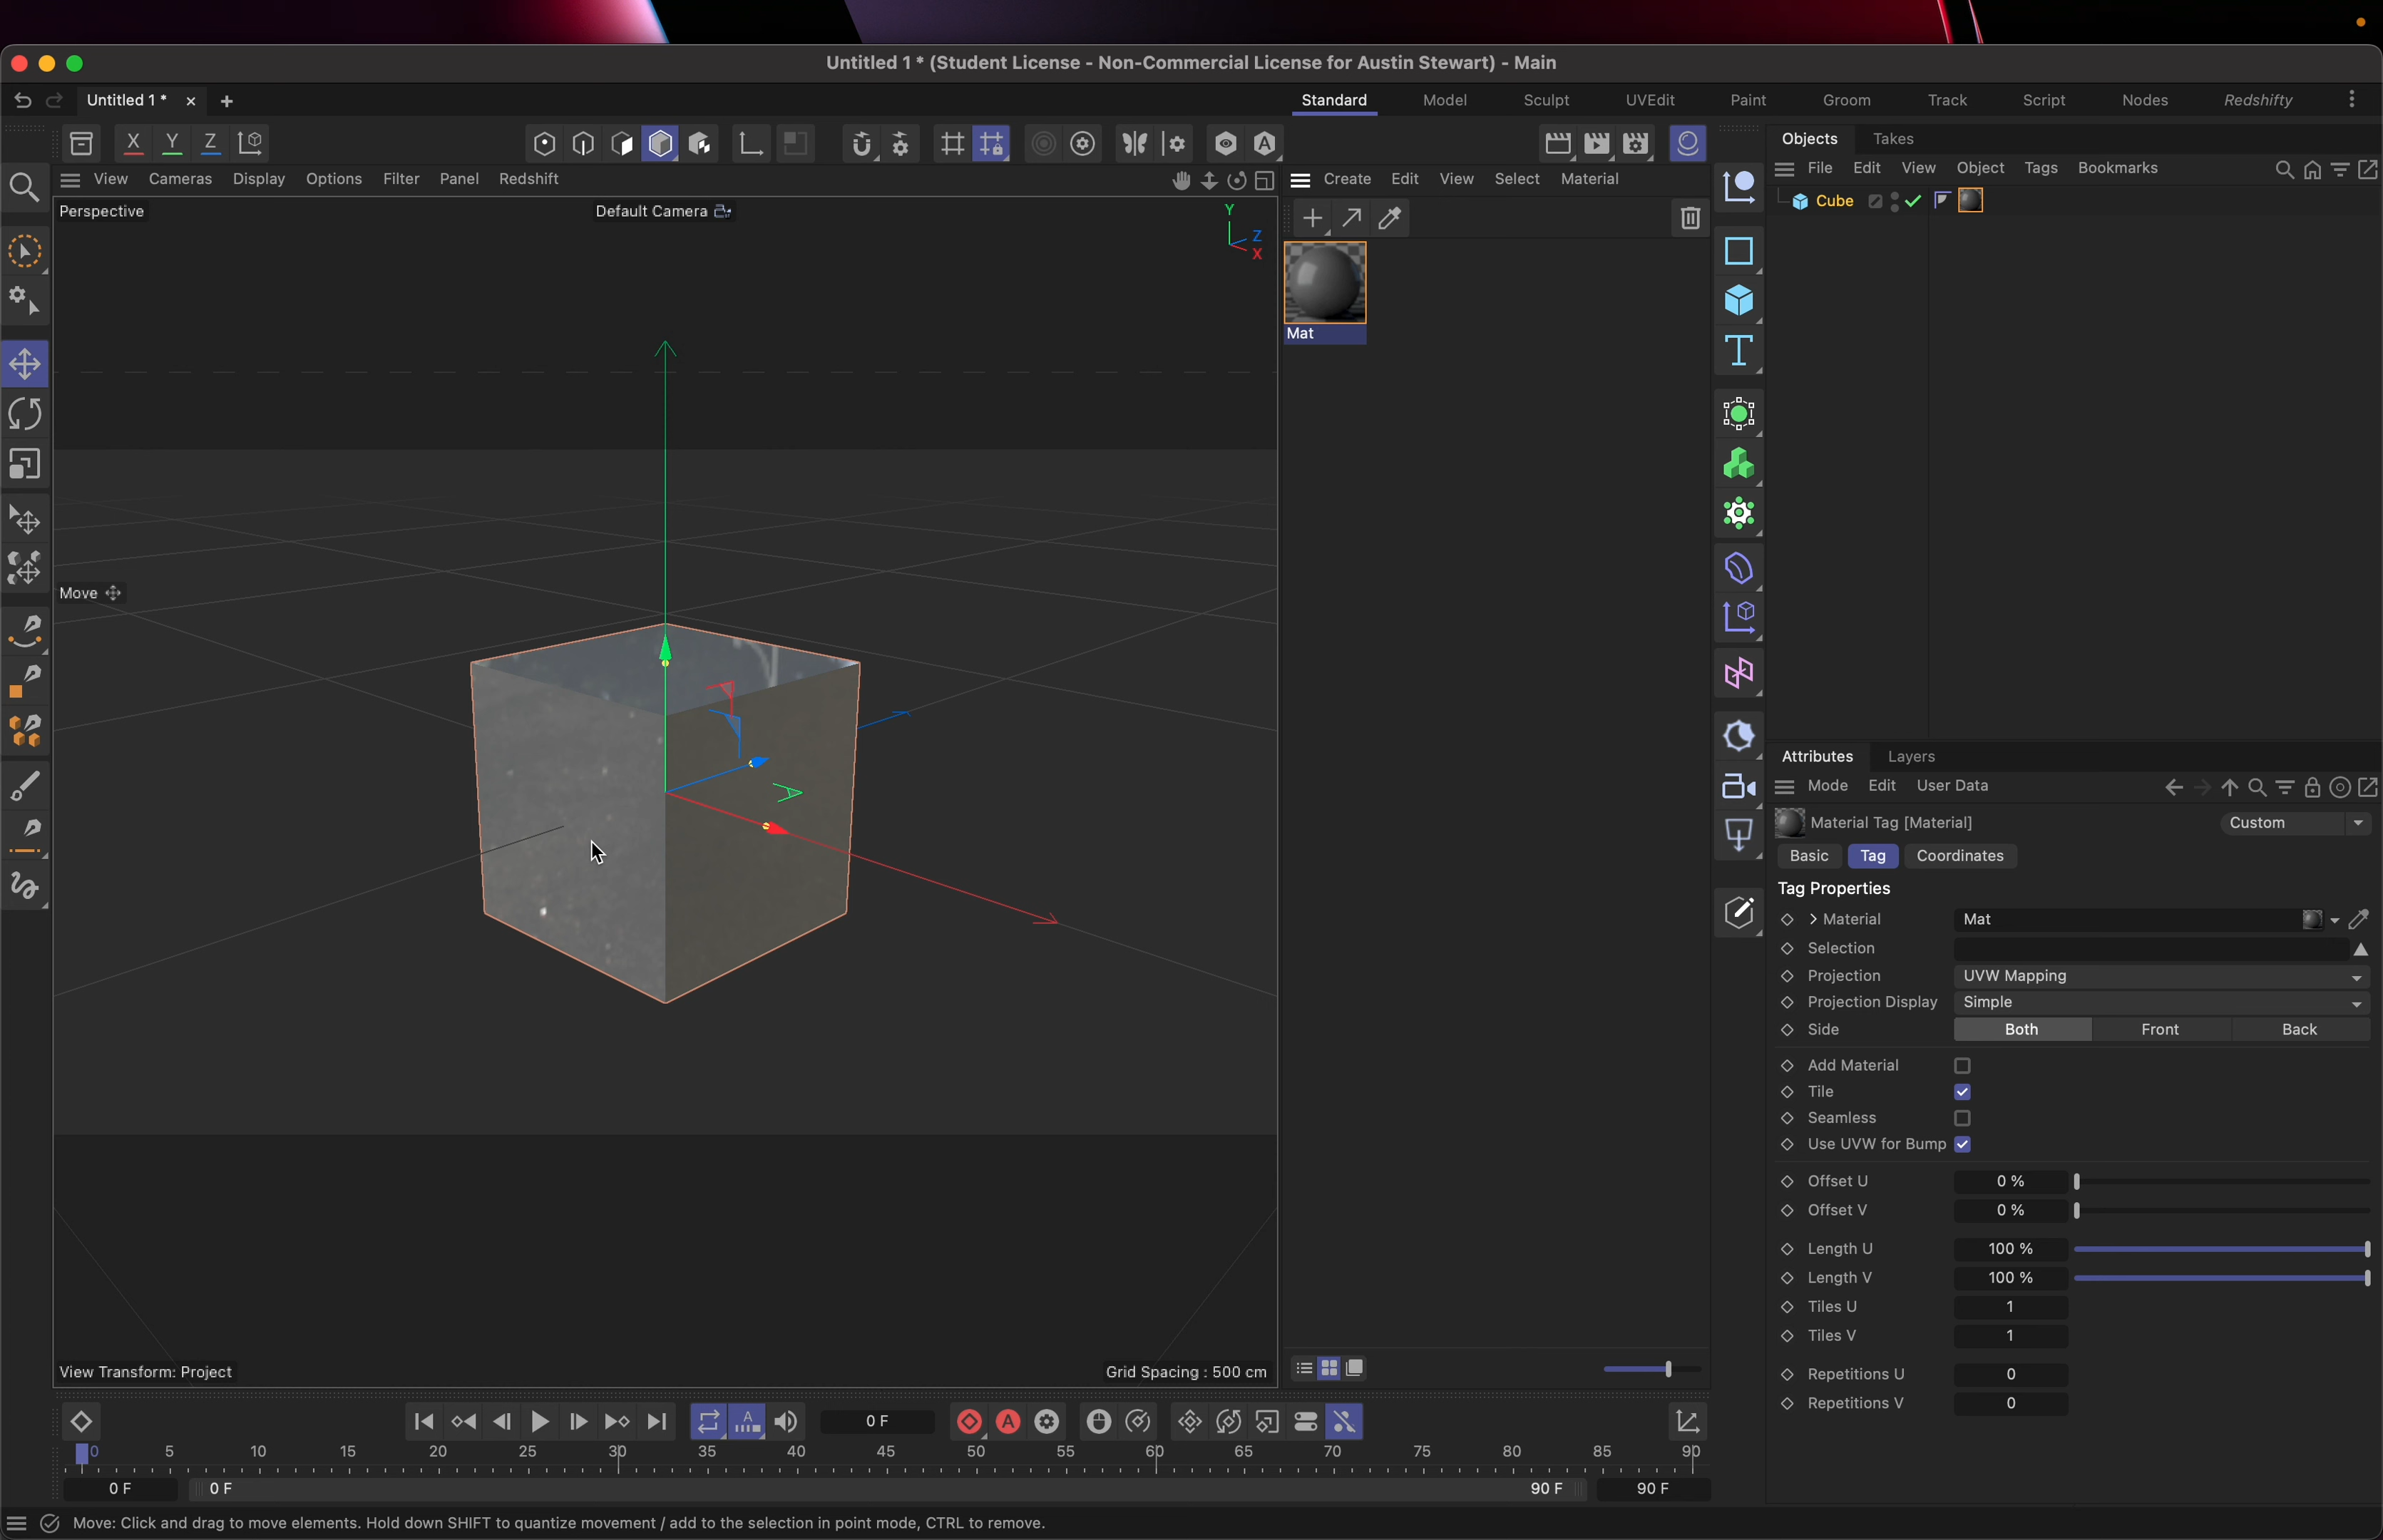 Untitled 1 * (Student License - Non-Commercial License for Austin Stewart) - Main
Untitled 1 *
Standard
Model
Sculpt
UVEdit
Paint
Groom
Track
Script
Nodes
Redshifty
X
Y
Z
Objects
Takes
View
Cameras
Display
Options
Filter
Panel
Redshift
Create
Edit
View
Select
Material
File
Edit
View
Object
Tags
Bookmarks
Perspective
Default Camera
Y
Z
X
Cube
Mat
Move
View Transform: Project
Grid Spacing : 500 cm
Attributes
Layers
Mode
Edit
User Data
Material Tag [Material]
Custom
Basic
Tag
Coordinates
Tag Properties
Material
Mat
Selection
Projection
UVW Mapping
Projection Display
Simple
Side
Both
Front
Back
Add Material
Tile
Seamless
Use UVW for Bump
Offset U
0 %
Offset V
0 %
Length U
100 %
Length V
100 %
Tiles U
1
Tiles V
1
Repetitions U
0
Repetitions V
0
0 F
0
5
10
15
20
25
30
35
40
45
50
55
60
65
70
75
80
85
90
0 F
0 F
90 F
90 F
Move: Click and drag to move elements. Hold down SHIFT to quantize movement / add to the selection in point mode, CTRL to remove.